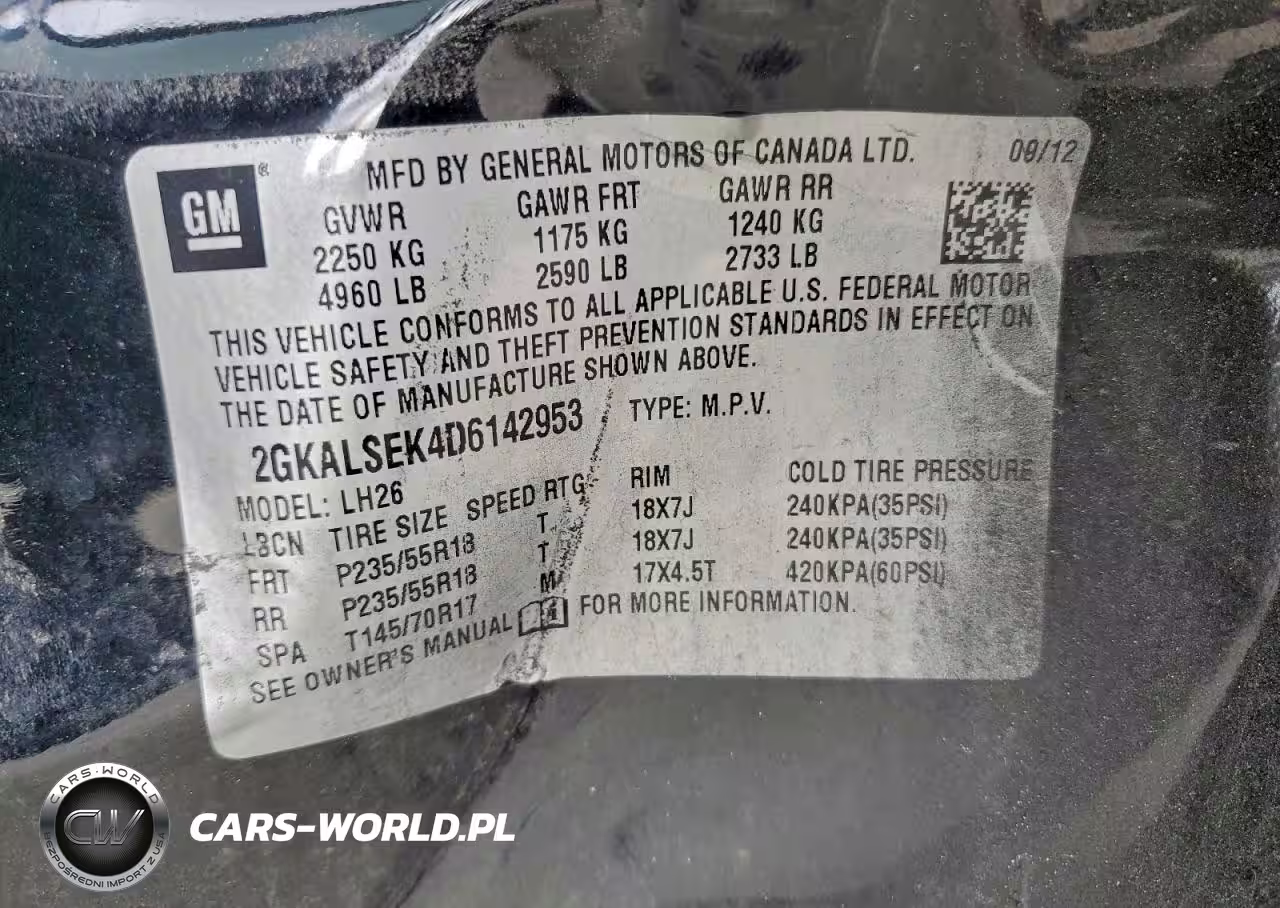 GM ®
MFD BY GENERAL MOTORS OF CANADA LTD. 09/12
GVWR GAWR FRT GAWR RR
2250 KG 1175 KG 1240 KG
4960 LB 2590 LB 2733 LB
THIS VEHICLE CONFORMS TO ALL APPLICABLE U.S. FEDERAL MOTOR
VEHICLE SAFETY AND THEFT PREVENTION STANDARDS IN EFFECT ON
THE DATE OF MANUFACTURE SHOWN ABOVE.
2GKALSEK4D6142953 TYPE: M.P.V.
MODEL: LH26
L3CN TIRE SIZE SPEED RTG RIM COLD TIRE PRESSURE
FRT P235/55R18 T 18X7J 240KPA(35PSI)
RR P235/55R18 T 18X7J 240KPA(35PSI)
SPA T145/70R17 M 17X4.5T 420KPA(60PSI)
SEE OWNER'S MANUAL FOR MORE INFORMATION.
CARS-WORLD
CW
BEZPOŚREDNI IMPORT Z USA
CARS-WORLD.PL